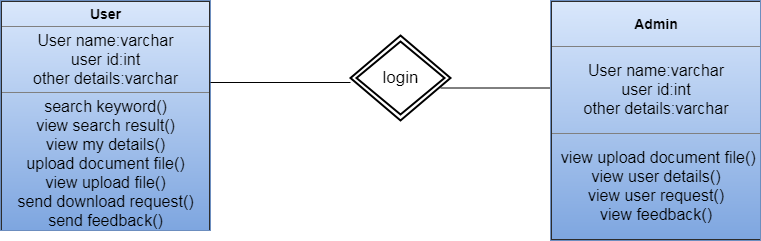 User
User name:varchar
user id:int
other details:varchar
search keyword()
view search result()
view my details()
upload document file()
view upload file()
send download request()
send feedback()
login
Admin
User name:varchar
user id:int
other details:varchar
view upload document file()
view user details()
view user request()
view feedback()